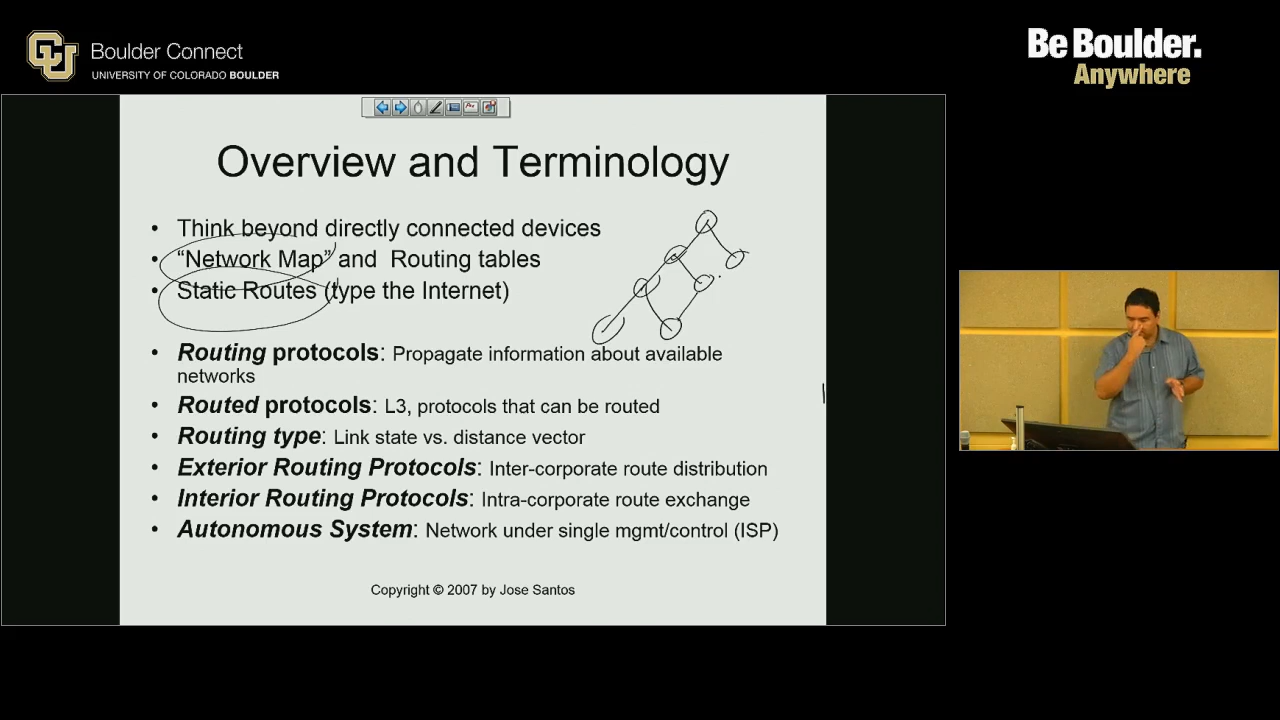 Boulder Connect
UNIVERSITY OF COLORADO BOULDER
Be Boulder.
Anywhere
Overview and Terminology
• Think beyond directly connected devices
• “Network Map” and Routing tables
• Static Routes (type the Internet)
• Routing protocols: Propagate information about available
networks
• Routed protocols: L3, protocols that can be routed
• Routing type: Link state vs. distance vector
• Exterior Routing Protocols: Inter-corporate route distribution
• Interior Routing Protocols: Intra-corporate route exchange
• Autonomous System: Network under single mgmt/control (ISP)
Copyright © 2007 by Jose Santos